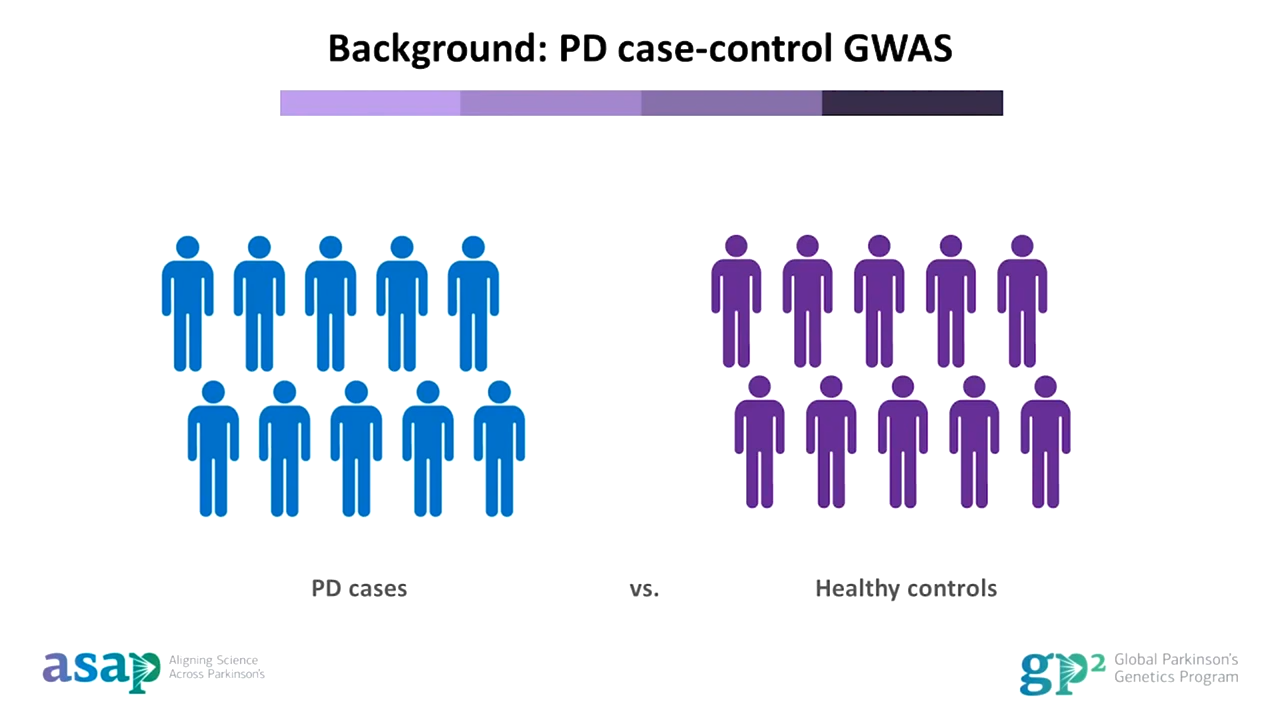 Background: PD case-control GWAS
PD cases
vs.
Healthy controls
asap
Aligning Science
Across Parkinson's
gp2
Global Parkinson's
Genetics Program